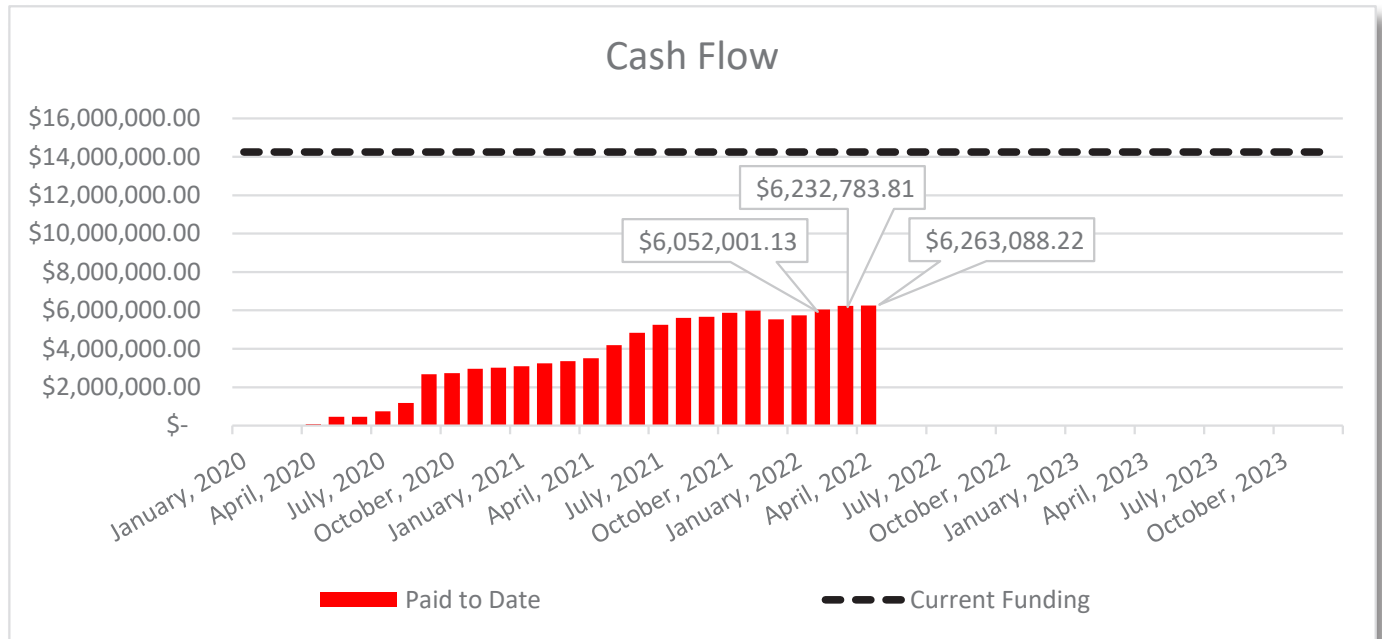 Cash Flow
$16,000,000.00
$14,000,000.00
$12,000,000.00
$10,000,000.00
$8,000,000.00
$6,000,000.00
$4,000,000.00
$2,000,000.00
$-
$6,232,783.81
$6,052,001.13
$6,263,088.22
January, 2020
April, 2020
July, 2020
October, 2020
January, 2021
April, 2021
July, 2021
October, 2021
January, 2022
April, 2022
July, 2022
October, 2022
January, 2023
April, 2023
July, 2023
October, 2023
Paid to Date
Current Funding